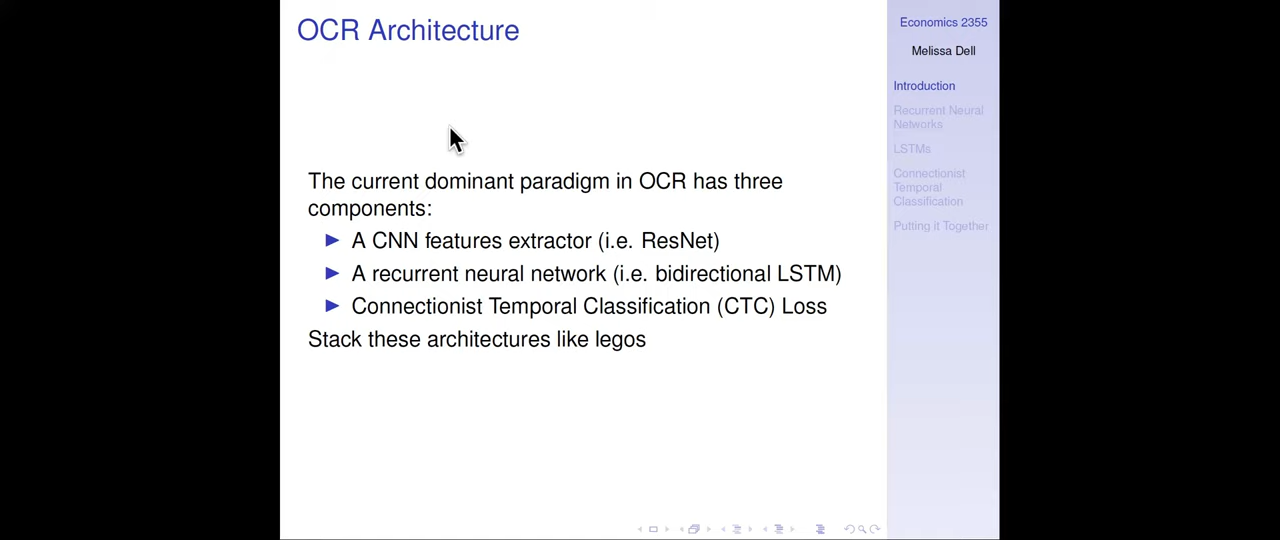 OCR Architecture
The current dominant paradigm in OCR has three
components:
A CNN features extractor (i.e. ResNet)
A recurrent neural network (i.e. bidirectional LSTM)
Connectionist Temporal Classification (CTC) Loss
Stack these architectures like legos
Economics 2355
Melissa Dell
Introduction
Recurrent Neural
Networks
LSTMs
Connectionist
Temporal
Classification
Putting it Together